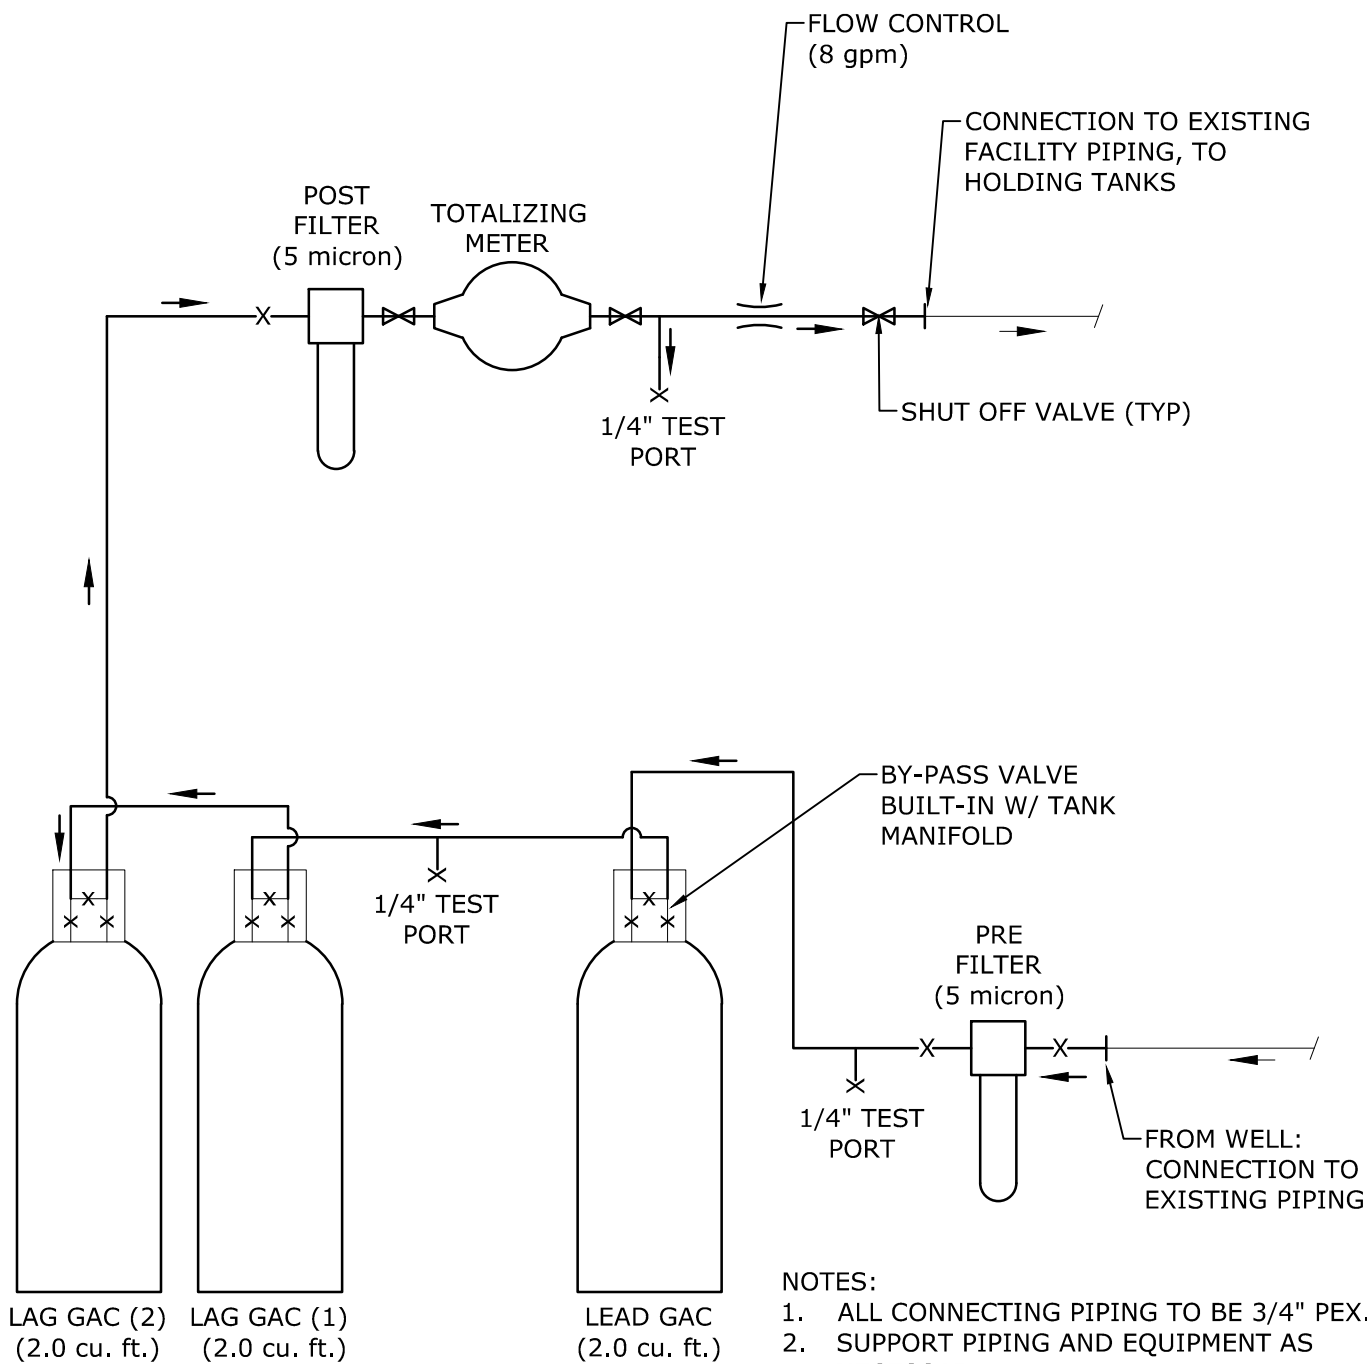 FLOW CONTROL
(8 gpm)
CONNECTION TO EXISTING
FACILITY PIPING, TO
HOLDING TANKS
POST
FILTER
(5 micron)
TOTALIZING
METER
1/4" TEST
PORT
SHUT OFF VALVE (TYP)
BY-PASS VALVE
BUILT-IN W/ TANK
MANIFOLD
1/4" TEST
PORT
PRE
FILTER
(5 micron)
1/4" TEST
PORT
FROM WELL:
CONNECTION TO
EXISTING PIPING
LAG GAC (2)
(2.0 cu. ft.)
LAG GAC (1)
(2.0 cu. ft.)
LEAD GAC
(2.0 cu. ft.)
NOTES:
1. ALL CONNECTING PIPING TO BE 3/4" PEX.
2. SUPPORT PIPING AND EQUIPMENT AS